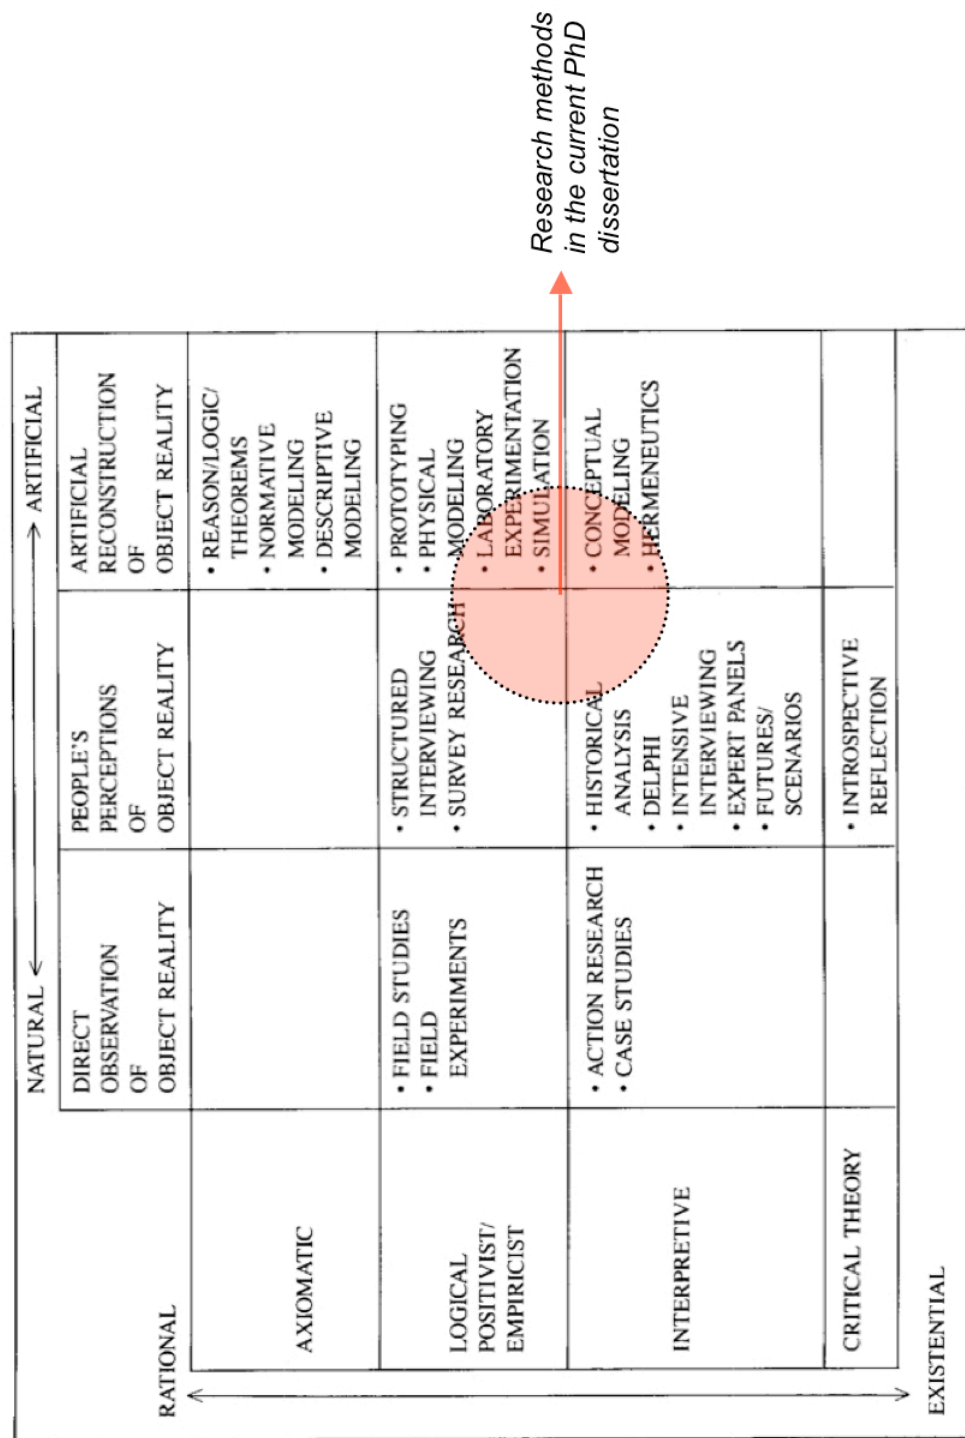 NATURAL
ARTIFICIAL
RATIONAL
DIRECT
OBSERVATION
OF
OBJECT REALITY
PEOPLE'S
PERCEPTIONS
OF
OBJECT REALITY
ARTIFICIAL
RECONSTRUCTION
OF
OBJECT REALITY
AXIOMATIC
• REASON/LOGIC/
THEOREMS
• NORMATIVE
MODELING
• DESCRIPTIVE
MODELING
LOGICAL
POSITIVIST/
EMPIRICIST
• FIELD STUDIES
• FIELD
EXPERIMENTS
• STRUCTURED
INTERVIEWING
• SURVEY RESEARCH
• PROTOTYPING
• PHYSICAL
MODELING
• LABORATORY
EXPERIMENTATION
• SIMULATION
INTERPRETIVE
• ACTION RESEARCH
• CASE STUDIES
• HISTORICAL
ANALYSIS
• DELPHI
• INTENSIVE
INTERVIEWING
• EXPERT PANELS
• FUTURES/
SCENARIOS
• CONCEPTUAL
MODELING
• HERMENEUTICS
CRITICAL THEORY
• INTROSPECTIVE
REFLECTION
EXISTENTIAL
Research methods
in the current PhD
dissertation